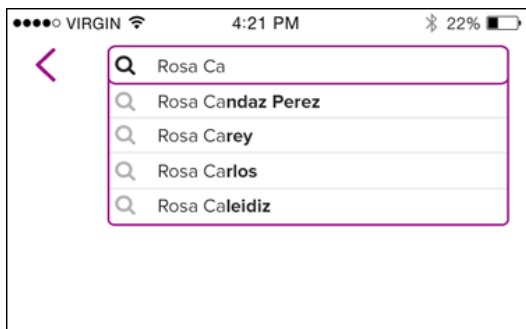 VIRGIN 4:21 PM 22%
Rosa Ca
Rosa Candaz Perez
Rosa Carey
Rosa Carlos
Rosa Caleidiz